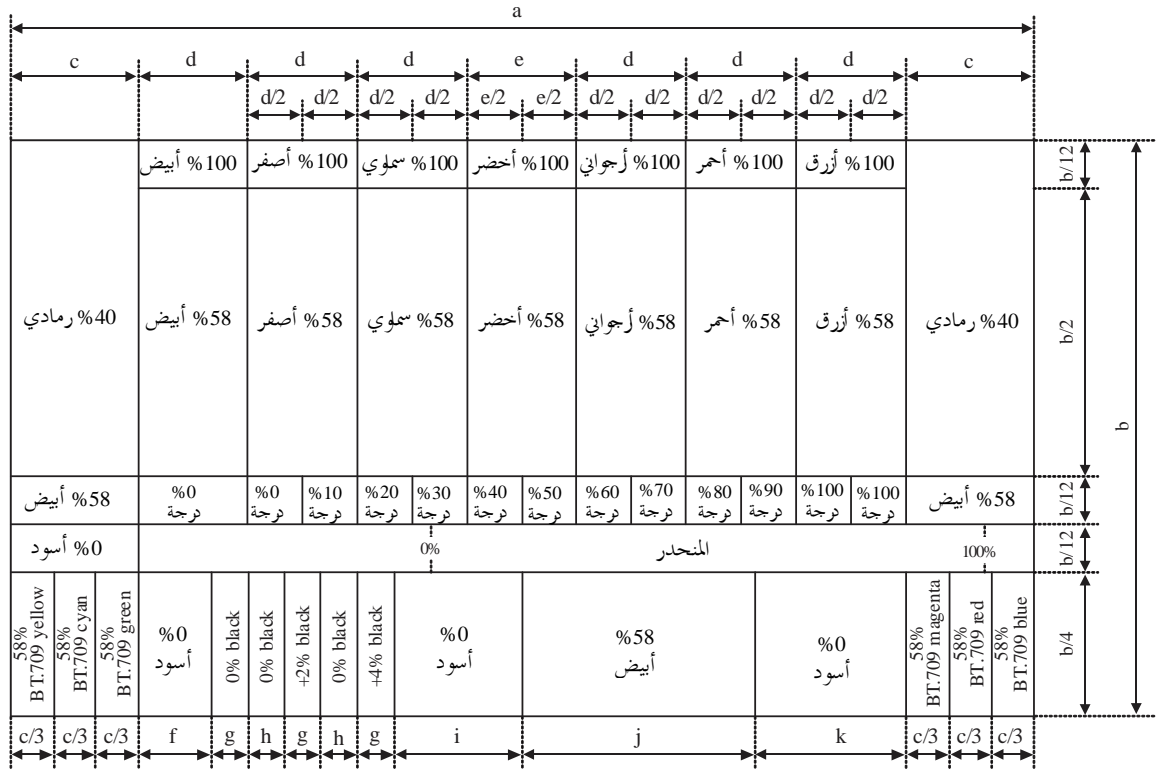 a
c d d d e d d d c
d/2 d/2 d/2 d/2 e/2 e/2 d/2 d/2 d/2 d/2 d/2 d/2
%100 أبيض %100 أصفر %100 سماوي %100 أخضر %100 أرجواني %100 أحمر %100 أزرق
b/12
%40 رمادي %58 أبيض %58 أصفر %58 سماوي %58 أخضر %58 أرجواني %58 أحمر %58 أزرق %40 رمادي
b/2
b
%58 أبيض %0 درجة %0 درجة %10 درجة %20 درجة %30 درجة %40 درجة %50 درجة %60 درجة %70 درجة %80 درجة %90 درجة %100 درجة %100 درجة %58 أبيض
b/12
%0 أسود 0% المنحدر 100%
b/12
58% BT.709 yellow
58% BT.709 cyan
58% BT.709 green
%0 أسود
0% black
0% black
+2% black
0% black
+4% black
%0 أسود
%58 أبيض
%0 أسود
58% BT.709 magenta
58% BT.709 red
58% BT.709 blue
b/4
c/3 c/3 c/3 f g h g h g i j k c/3 c/3 c/3